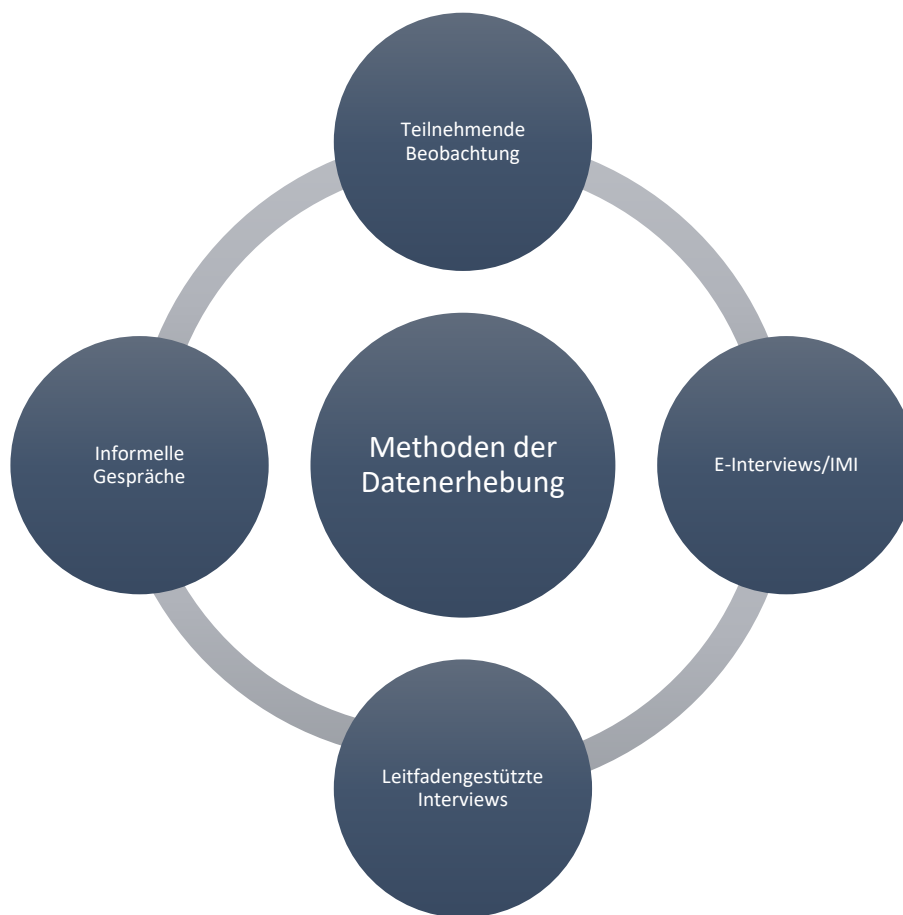 Teilnehmende
Beobachtung
Informelle
Gespräche
Methoden der
Datenerhebung
E-Interviews/IMI
Leitfadengestützte
Interviews